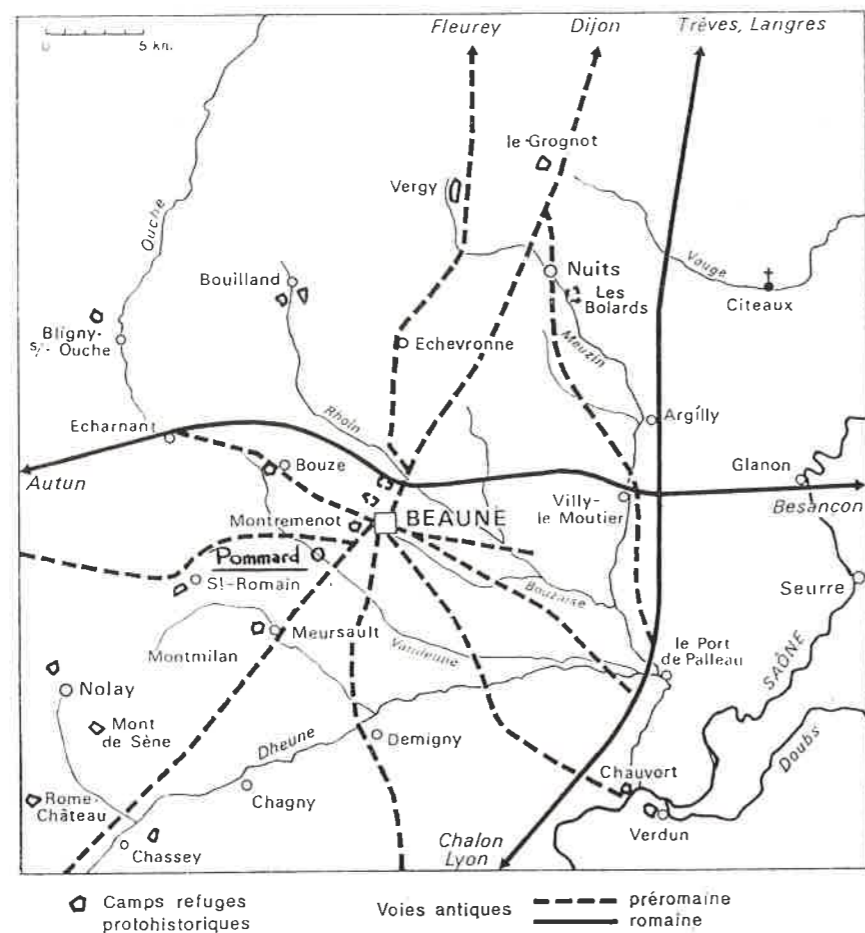 0 5 km.
Fleurey
Dijon
Trèves, Langres
le Grognot
Vergy
Ouche
Bouilland
Nuits
Vouge
Les
Bolards
Citeaux
Bligny-
s/-Ouche
Echevronne
Meuzin
Rhoin
Argilly
Echarnant
Bouze
Glanon
Autun
Villy-
le Moutier
Besançon
Montremenot
BEAUNE
Pommard
St-Romain
Bouzaise
Seurre
Meursault
Montmilan
Vandenne
le Port
de Palleau
SAÔNE
Nolay
Mont
de Sène
Dheune
Demigny
Doubs
Chauvort
Rome-
Château
Chagny
Verdun
Chassey
Chalon
Lyon
Camps refuges
protohistoriques
Voies antiques
préromaine
romaine